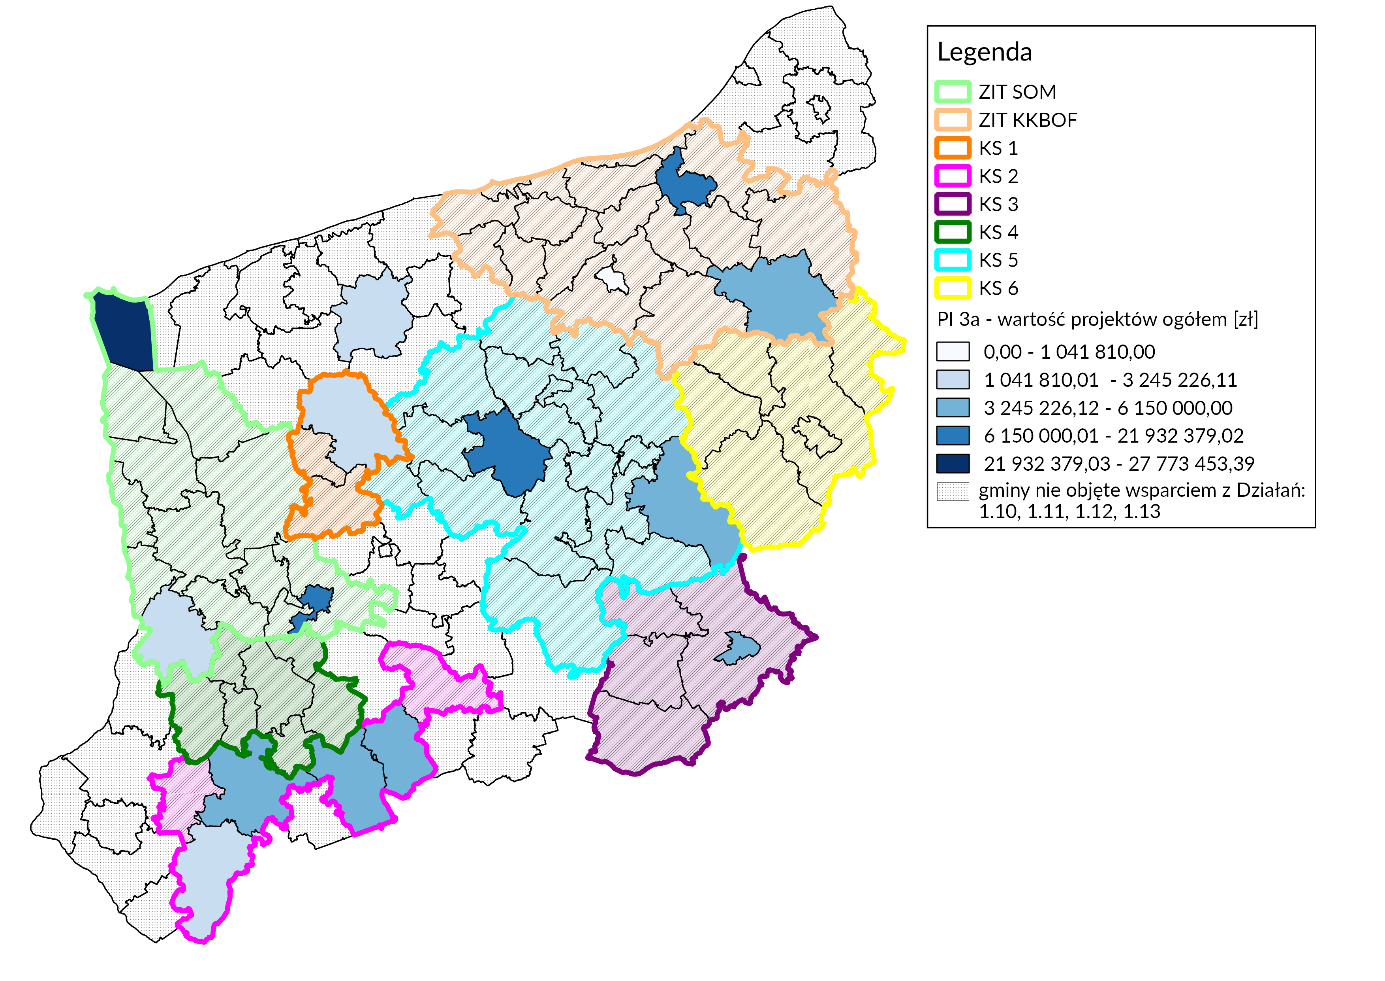 Legenda
ZIT SOM
ZIT KKBOF
KS 1
KS 2
KS 3
KS 4
KS 5
KS 6
PI 3a - wartość projektów ogółem [zł]
0,00 - 1 041 810,00
1 041 810,01 - 3 245 226,11
3 245 226,12 - 6 150 000,00
6 150 000,01 - 21 932 379,02
21 932 379,03 - 27 773 453,39
gminy nie objęte wsparciem z Działań:
1.10, 1.11, 1.12, 1.13